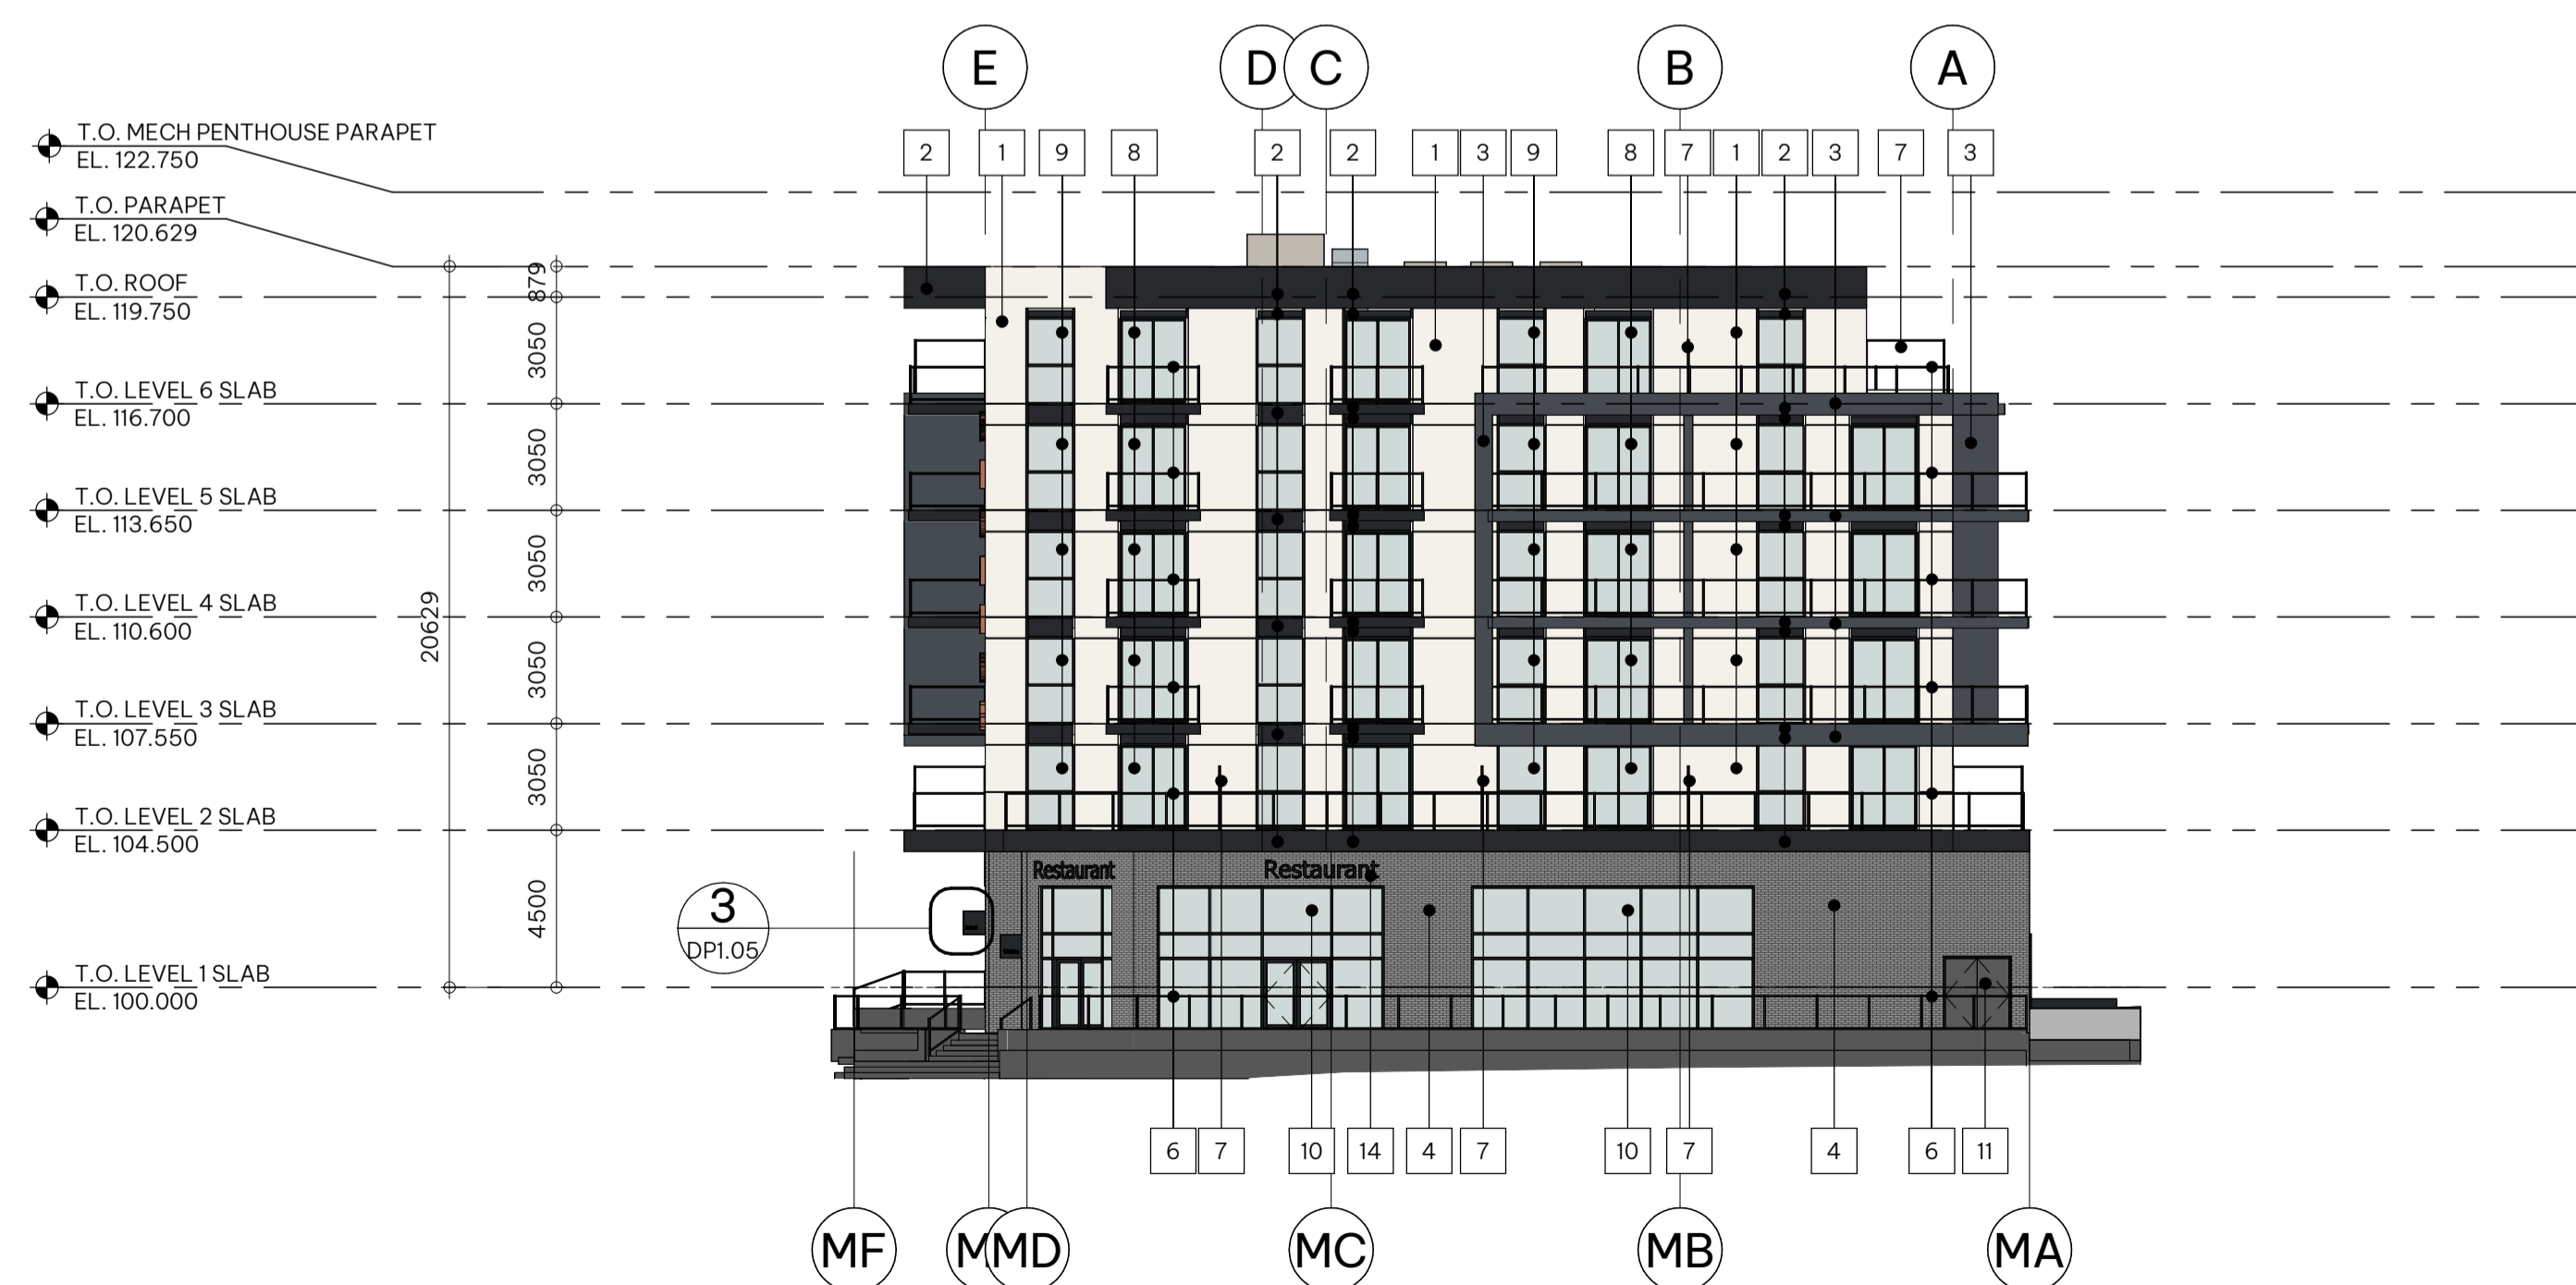 E D C B A
2 1 9 8 2 2 1 3 9 8 7 1 2 3 7 3
T.O. MECH PENTHOUSE PARAPET
EL. 122.750
T.O. PARAPET
EL. 120.629
T.O. ROOF
EL. 119.750
T.O. LEVEL 6 SLAB
EL. 116.700
T.O. LEVEL 5 SLAB
EL. 113.650
T.O. LEVEL 4 SLAB
EL. 110.600
T.O. LEVEL 3 SLAB
EL. 107.550
T.O. LEVEL 2 SLAB
EL. 104.500
T.O. LEVEL 1 SLAB
EL. 100.000
20629
879
3050
3050
3050
3050
3050
4500
Restaurant Restaurant
3
DP1.05
6 7 10 14 4 7 10 7 4 6 11
MF MD MC MB MA